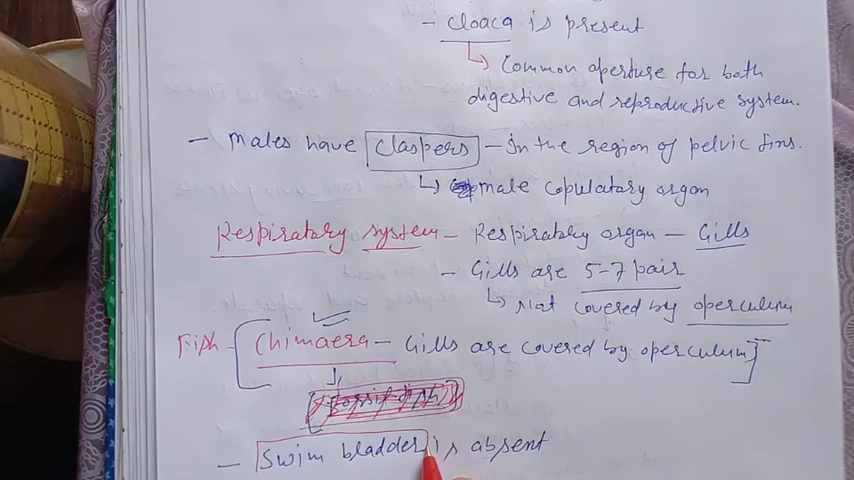 - Cloaca is present
↳ Common aperture for both
digestive and reproductive system.
- Males have Claspers - In the region of pelvic fins.
↳ male copulatory organ
Respiratory system - Respiratory organ - Gills
- Gills are 5-7 pair
↳ Not covered by operculum
Fish - [Chimaera - Gills are covered by operculum]
- Swim bladder is absent